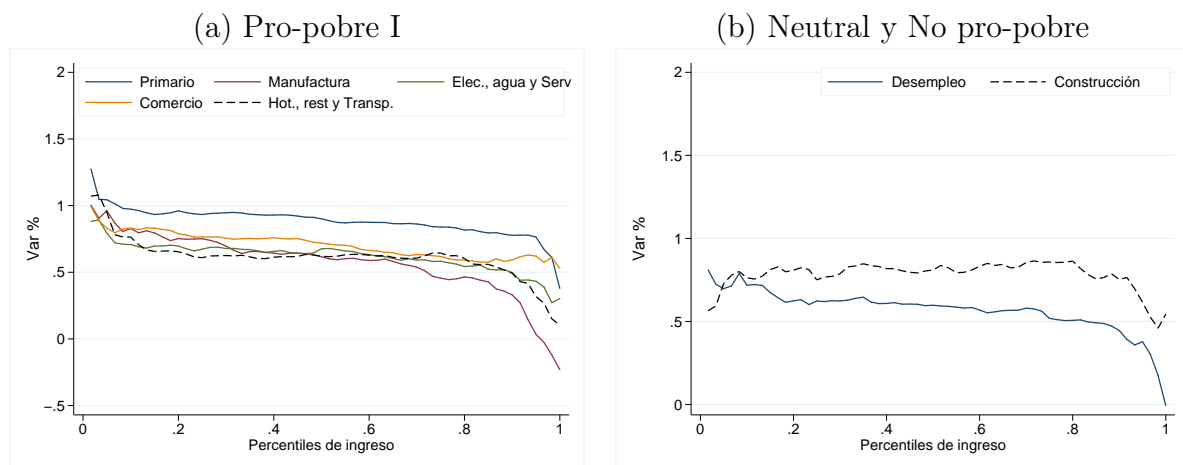 (a) Pro-pobre I
Primario Manufactura Elec., agua y Serv
Comercio Hot., rest y Transp.
2
1.5
1
.5
0
−.5
Var %
0 .2 .4 .6 .8 1
Percentiles de ingreso
(b) Neutral y No pro-pobre
Desempleo Construcción
2
1.5
1
.5
0
Var %
0 .2 .4 .6 .8 1
Percentiles de ingreso